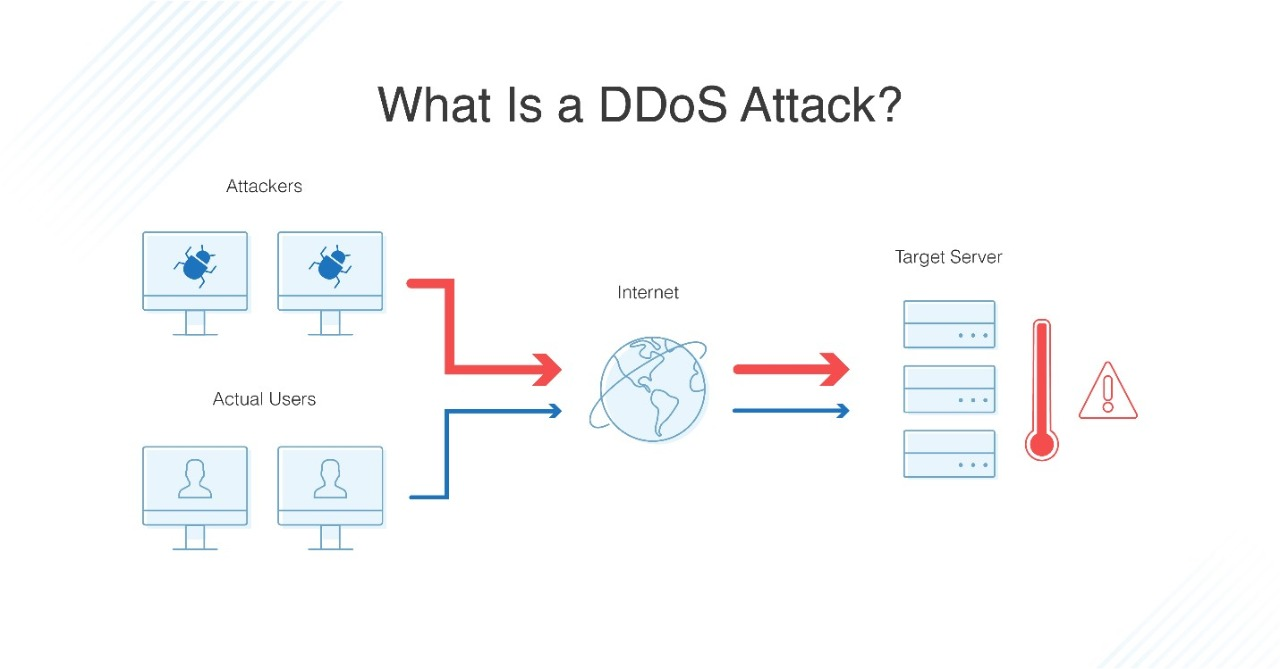 What Is a DDoS Attack?
Attackers
Target Server
Internet
Actual Users